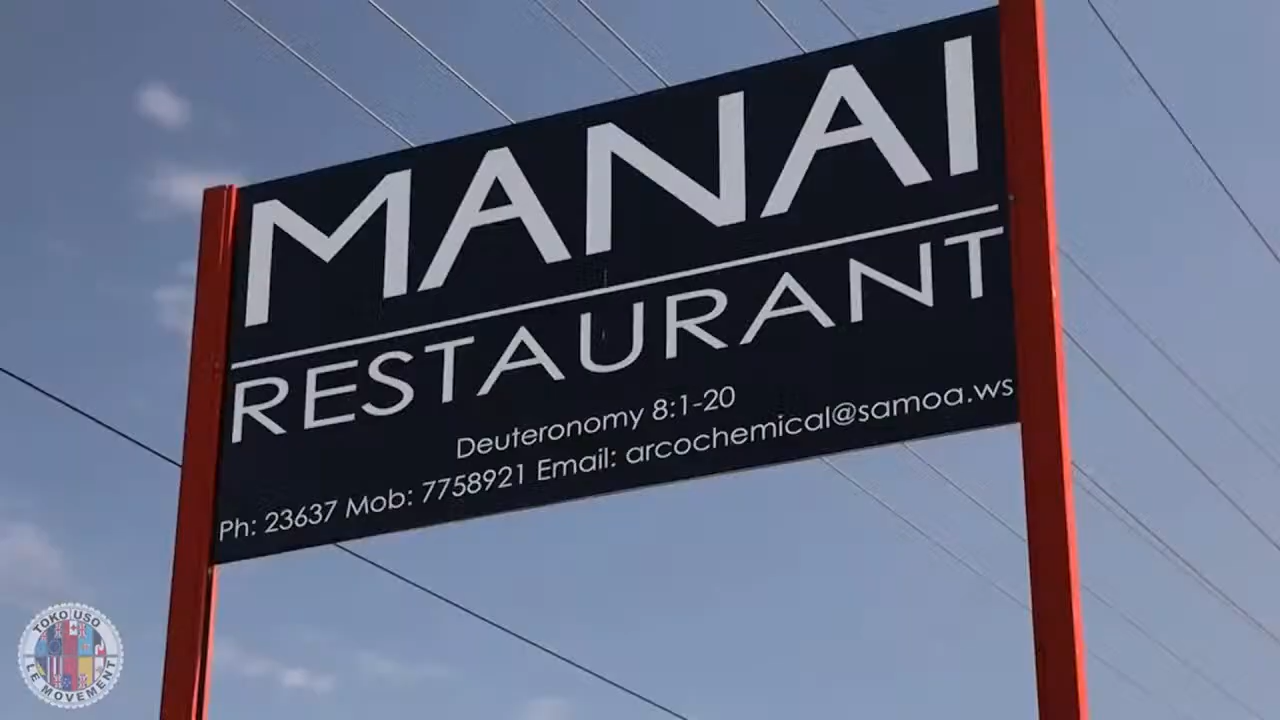 MANAI
RESTAURANT
Deuteronomy 8:1-20
Ph: 23637 Mob: 7758921 Email: arcochemical@samoa.ws
TOKO USO
LE MOVEMENT